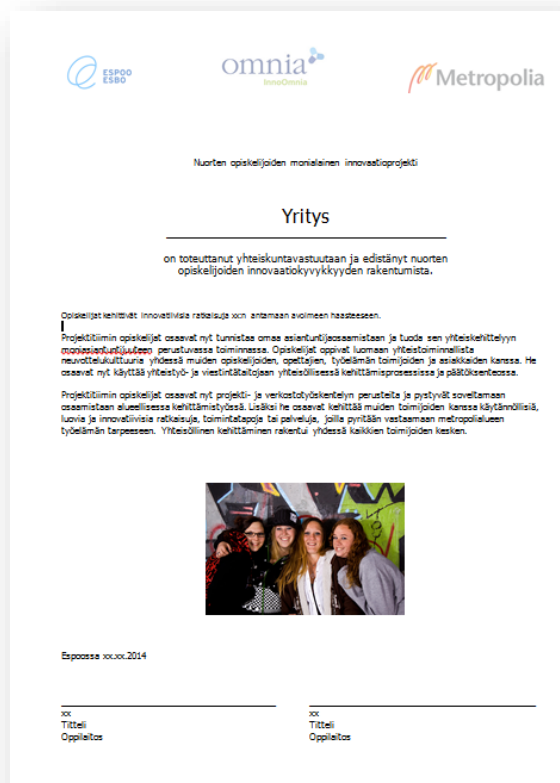 ESPOO
ESBO
omnia
InnoOmnia
Metropolia
Nuorten opiskelijoiden monialainen innovaatioprojekti
Yritys
on toteuttanut yhteiskuntavastuutaan ja edistänyt nuorten
opiskelijoiden innovaatiokyvykkyyden rakentumista.
Opiskelijat kehittivät innovatiivisia ratkaisuja xx:n antamaan avoimeen haasteeseen.
Projektitiimin opiskelijat osaavat nyt tunnistaa omaa asiantuntijaosaamistaan ja tuoda sen yhteiskehittelyyn
moniasiantuntijuuteen perustuvassa toiminnassa. Opiskelijat oppivat luomaan yhteistoiminnallista
neuvottelukulttuuria yhdessä muiden opiskelijoiden, opettajien, työelämän toimijoiden ja asiakkaiden kanssa. He
osaavat nyt käyttää yhteistyö- ja viestintätaitojaan yhteisöllisessä kehittämisprosessissa ja päätöksenteossa.
Projektitiimin opiskelijat osaavat nyt projekti- ja verkostotyöskentelyn perusteita ja pystyvät soveltamaan
osaamistaan alueellisessa kehittämistyössä. Lisäksi he osaavat kehittää muiden toimijoiden kanssa käytännöllisiä,
luovia ja innovatiivisia ratkaisuja, toimintatapoja tai palveluja, joilla pyritään vastaamaan metropolialueen
työelämän tarpeeseen. Yhteisöllinen kehittäminen rakentui yhdessä kaikkien toimijoiden kesken.
Espoossa xx.xx.2014
xx
Titteli
Oppilaitos
xx
Titteli
Oppilaitos